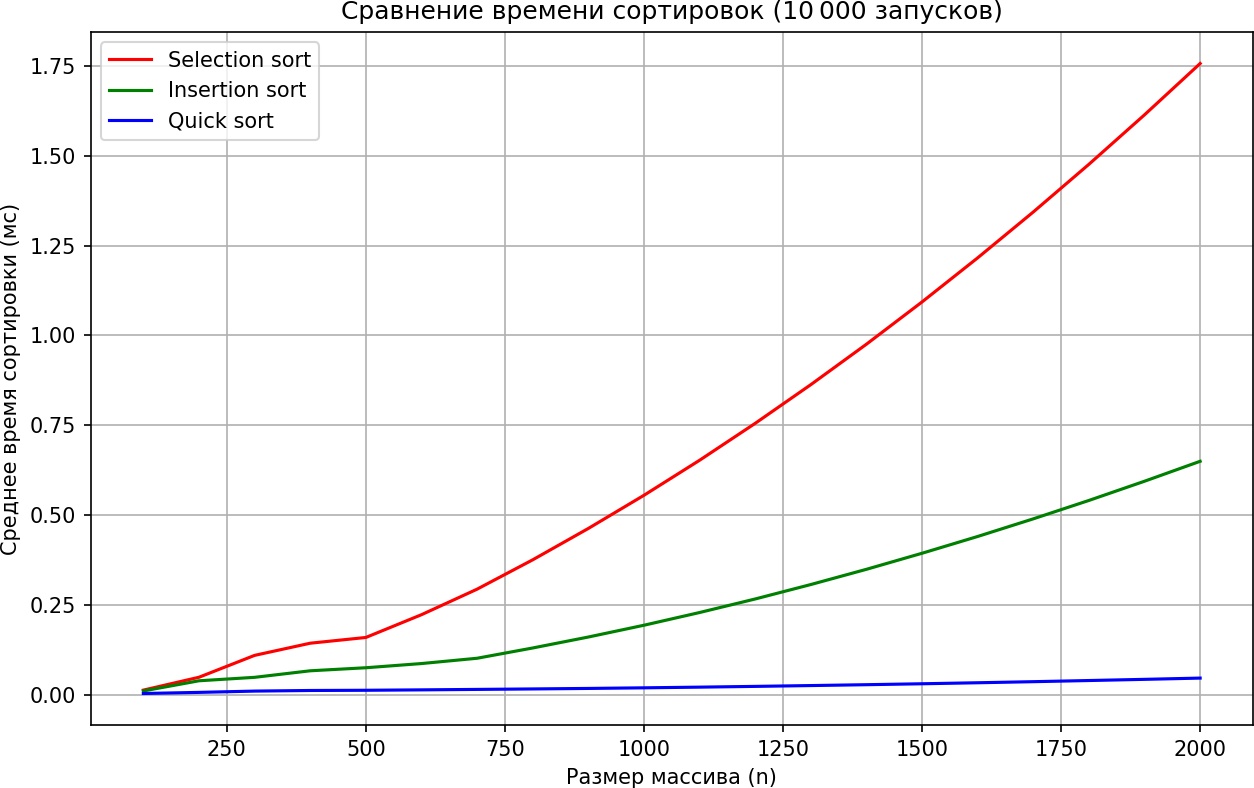 Сравнение времени сортировок (10 000 запусков)
Selection sort
Insertion sort
Quick sort
Среднее время сортировки (мс)
1.75
1.50
1.25
1.00
0.75
0.50
0.25
0.00
250 500 750 1000 1250 1500 1750 2000
Размер массива (n)